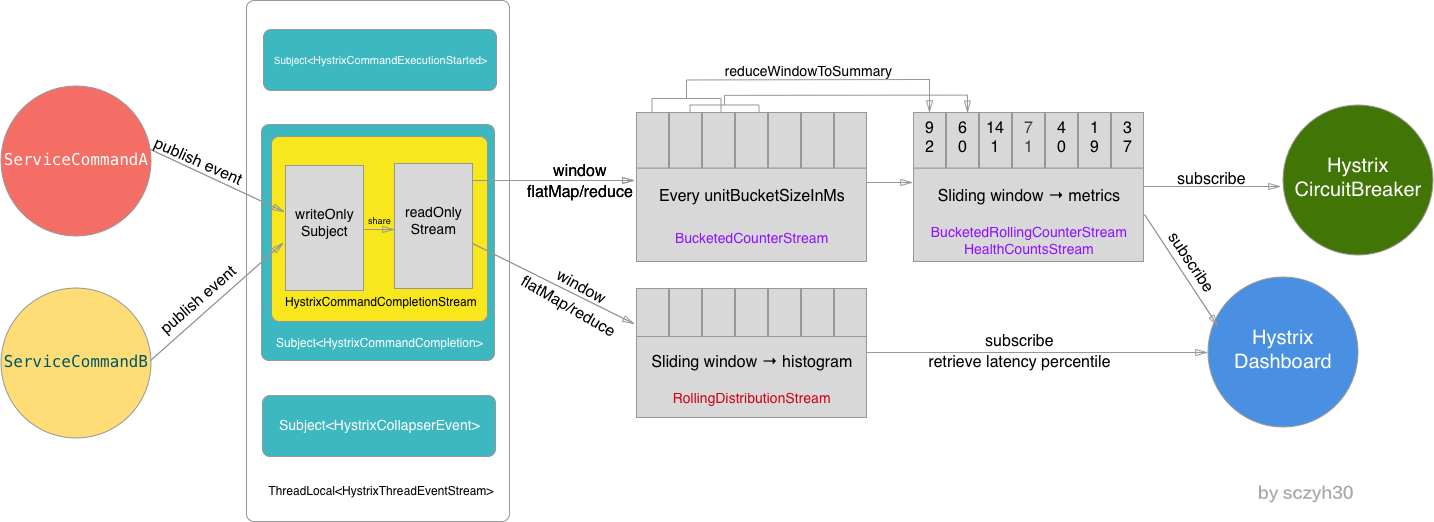 ServiceCommandA
ServiceCommandB
publish event
publish event
Subject<HystrixCommandExecutionStarted>
writeOnly
Subject
share
readOnly
Stream
HystrixCommandCompletionStream
Subject<HystrixCommandCompletion>
Subject<HystrixCollapserEvent>
ThreadLocal<HystrixThreadEventStream>
window
flatMap/reduce
window
flatMap/reduce
reduceWindowToSummary
Every unitBucketSizeInMs
BucketedCounterStream
9 6 14 7 4 1 3
2 0 1 1 0 9 7
Sliding window → metrics
BucketedRollingCounterStream
HealthCountsStream
Sliding window → histogram
RollingDistributionStream
subscribe
subscribe
subscribe
retrieve latency percentile
Hystrix
CircuitBreaker
Hystrix
Dashboard
by sczyh30